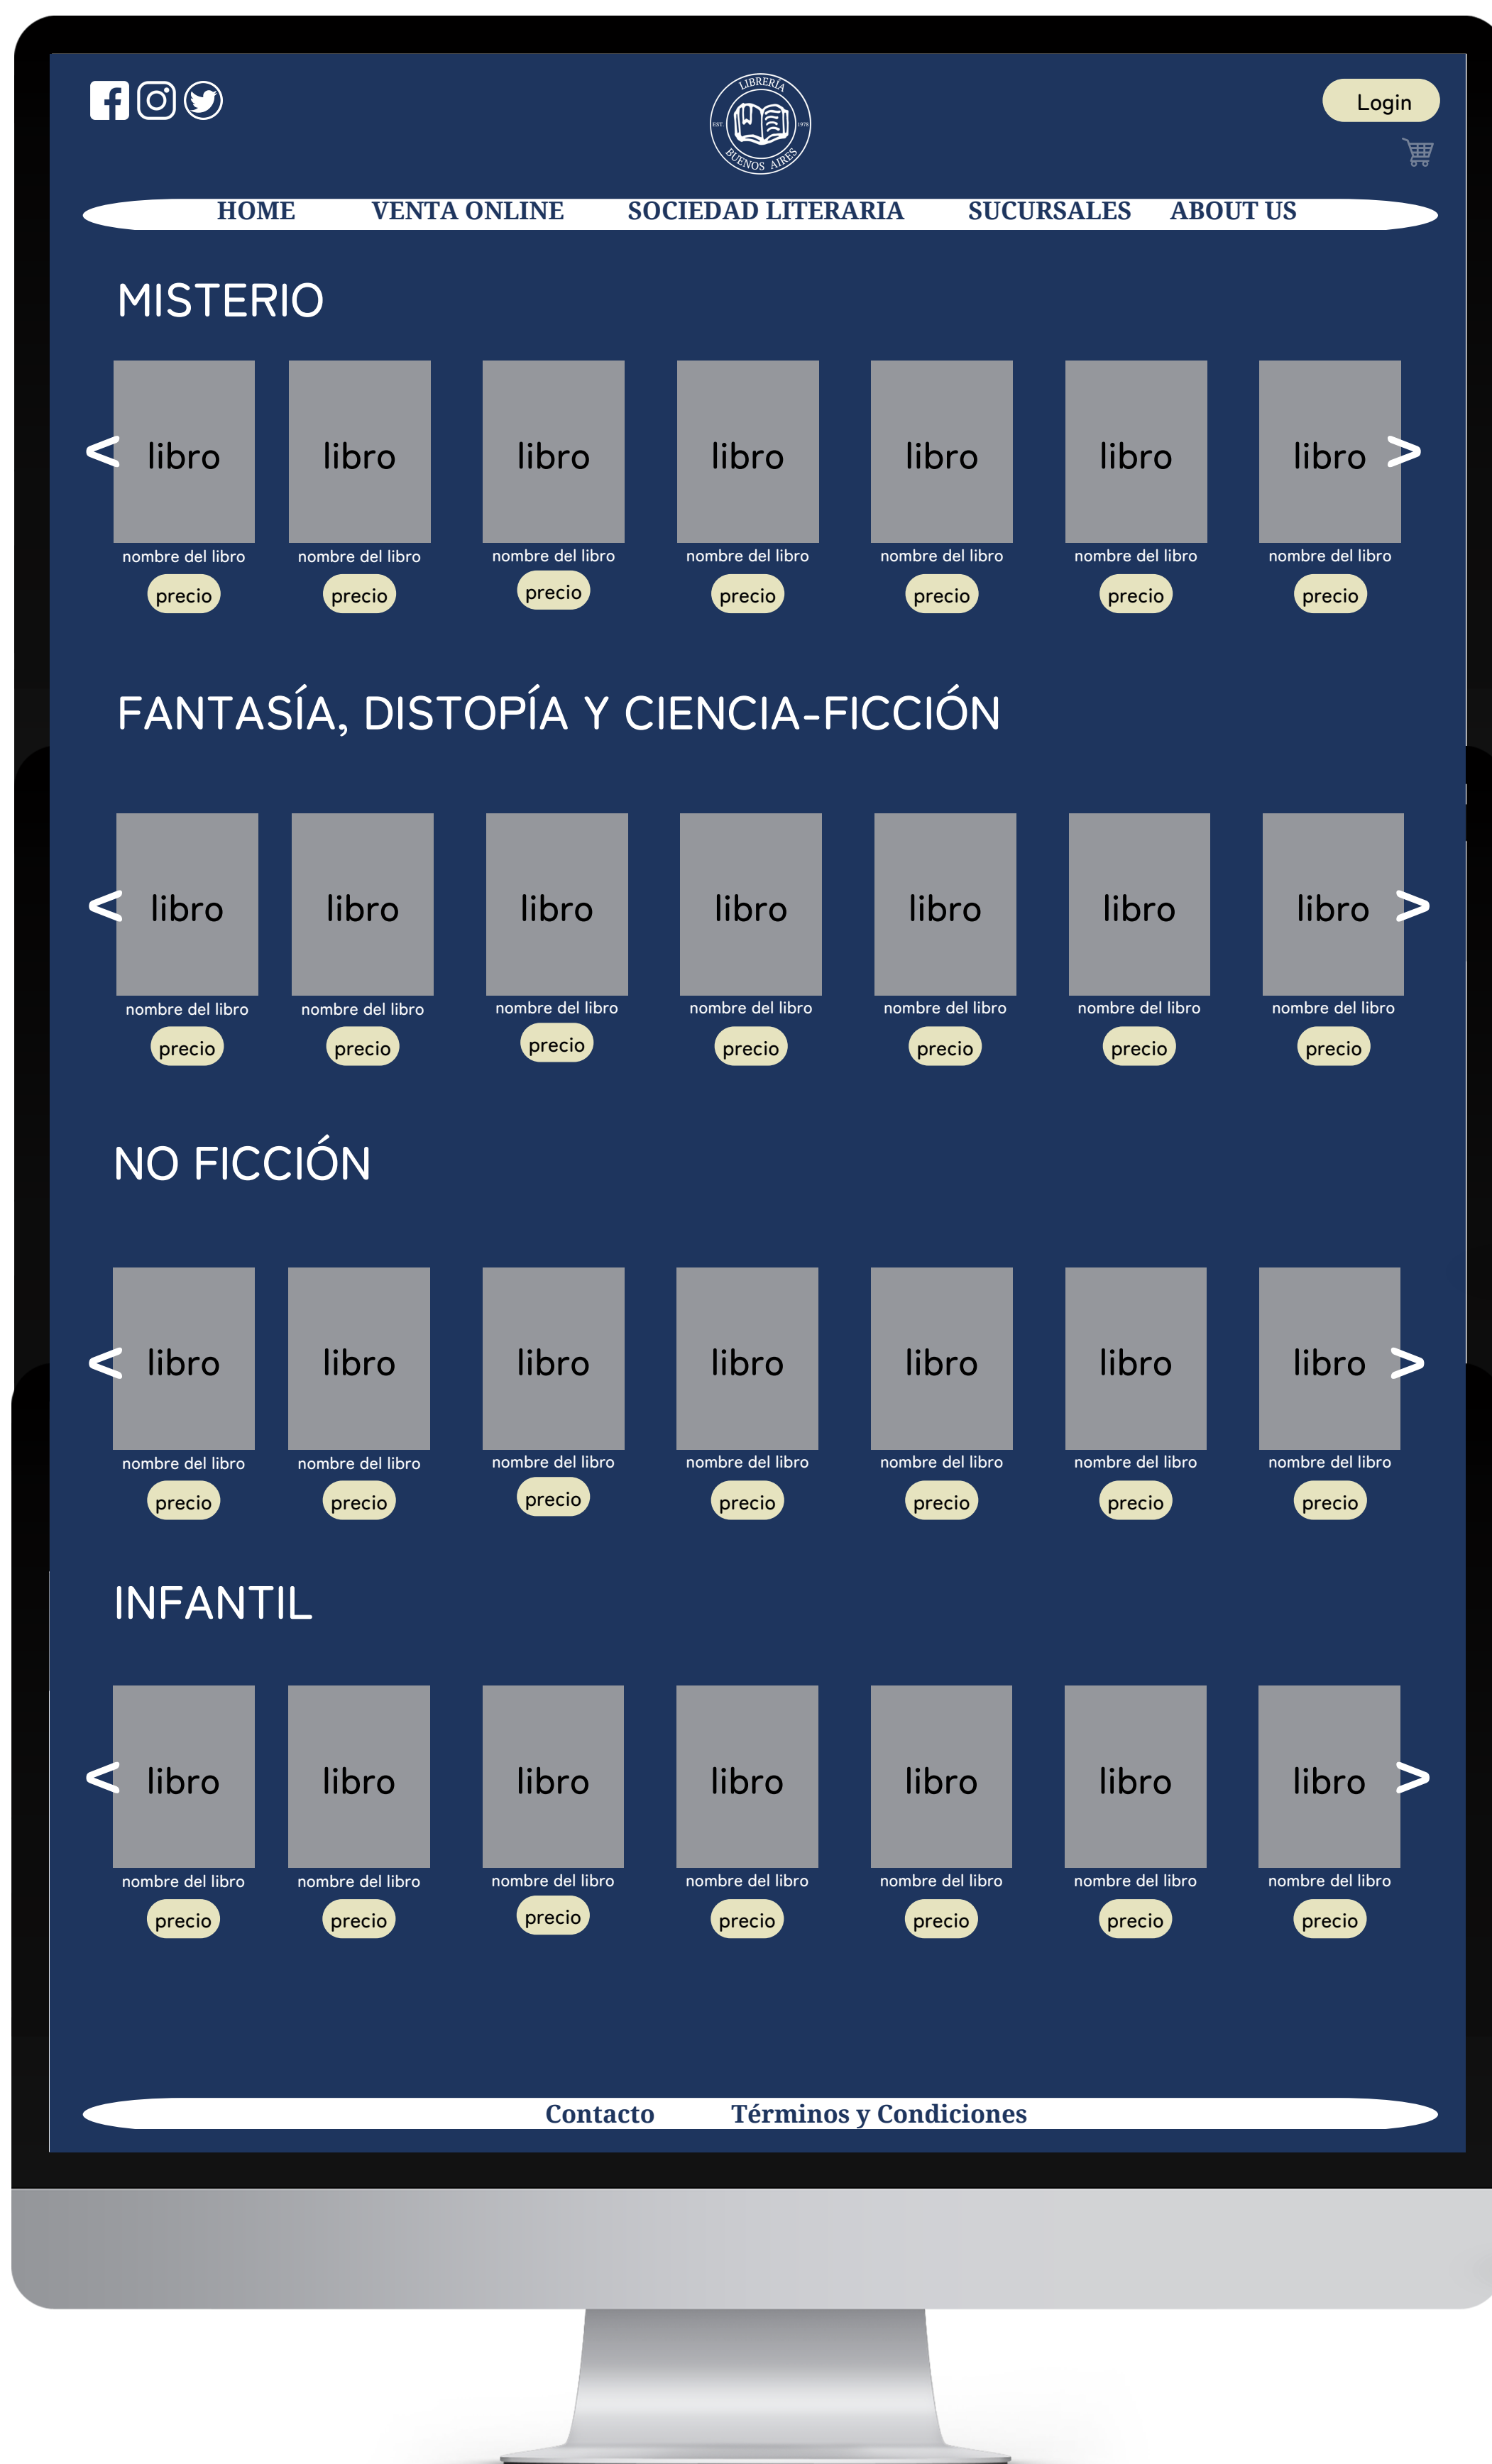 LIBRERÍA
EST. 1978
BUENOS AIRES
Login
HOME VENTA ONLINE SOCIEDAD LITERARIA SUCURSALES ABOUT US
MISTERIO
< libro libro libro libro libro libro libro >
nombre del libro nombre del libro nombre del libro nombre del libro nombre del libro nombre del libro nombre del libro
precio precio precio precio precio precio precio
FANTASÍA, DISTOPÍA Y CIENCIA-FICCIÓN
< libro libro libro libro libro libro libro >
nombre del libro nombre del libro nombre del libro nombre del libro nombre del libro nombre del libro nombre del libro
precio precio precio precio precio precio precio
NO FICCIÓN
< libro libro libro libro libro libro libro >
nombre del libro nombre del libro nombre del libro nombre del libro nombre del libro nombre del libro nombre del libro
precio precio precio precio precio precio precio
INFANTIL
< libro libro libro libro libro libro libro >
nombre del libro nombre del libro nombre del libro nombre del libro nombre del libro nombre del libro nombre del libro
precio precio precio precio precio precio precio
Contacto Términos y Condiciones